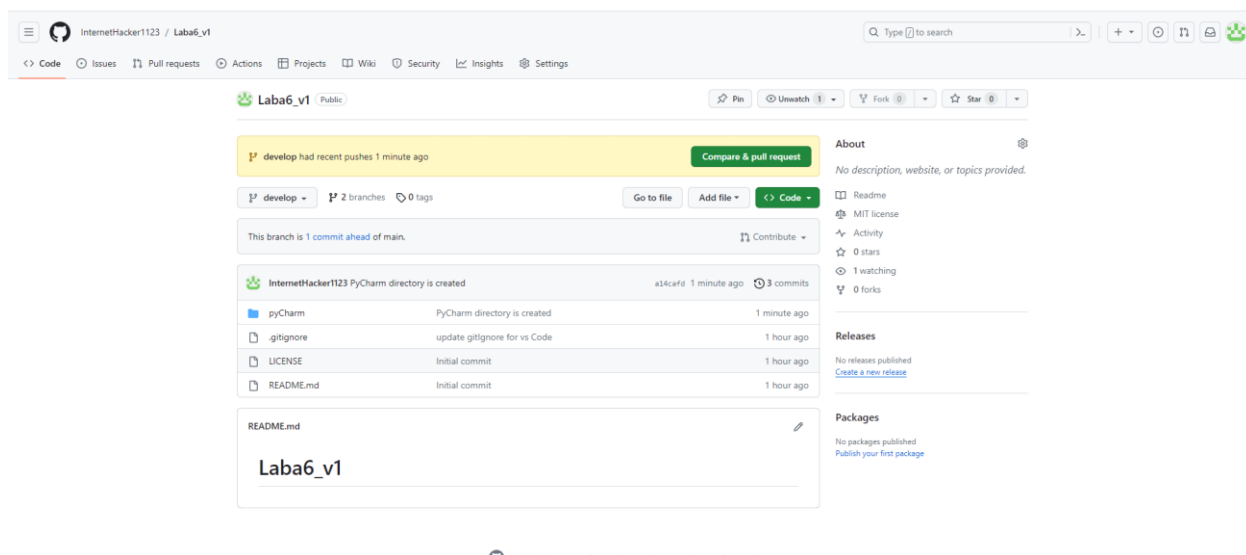 InternetHacker1123 / Laba6_v1
Type / to search
Code Issues Pull requests Actions Projects Wiki Security Insights Settings
Laba6_v1 Public
Pin Unwatch 1 Fork 0 Star 0
develop had recent pushes 1 minute ago
Compare & pull request
develop 2 branches 0 tags
Go to file Add file <> Code
This branch is 1 commit ahead of main.
Contribute
InternetHacker1123 PyCharm directory is created a14cafd 1 minute ago 3 commits
pyCharm PyCharm directory is created 1 minute ago
.gitignore update gitIgnore for vs Code 1 hour ago
LICENSE Initial commit 1 hour ago
README.md Initial commit 1 hour ago
README.md
Laba6_v1
About
No description, website, or topics provided.
Readme
MIT license
Activity
0 stars
1 watching
0 forks
Releases
No releases published
Create a new release
Packages
No packages published
Publish your first package